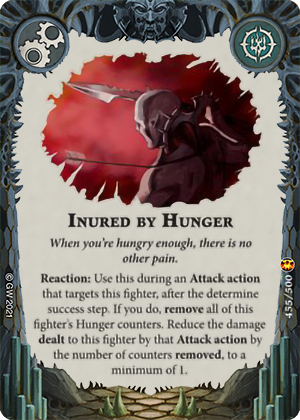 INURED BY HUNGER
When you're hungry enough, there is no
other pain.
Reaction: Use this during an Attack action
that targets this fighter, after the determine
success step. If you do, remove all of this
fighter's Hunger counters. Reduce the damage
dealt to this fighter by that Attack action by
the number of counters removed, to a
minimum of 1.
© GW 2021
455/500